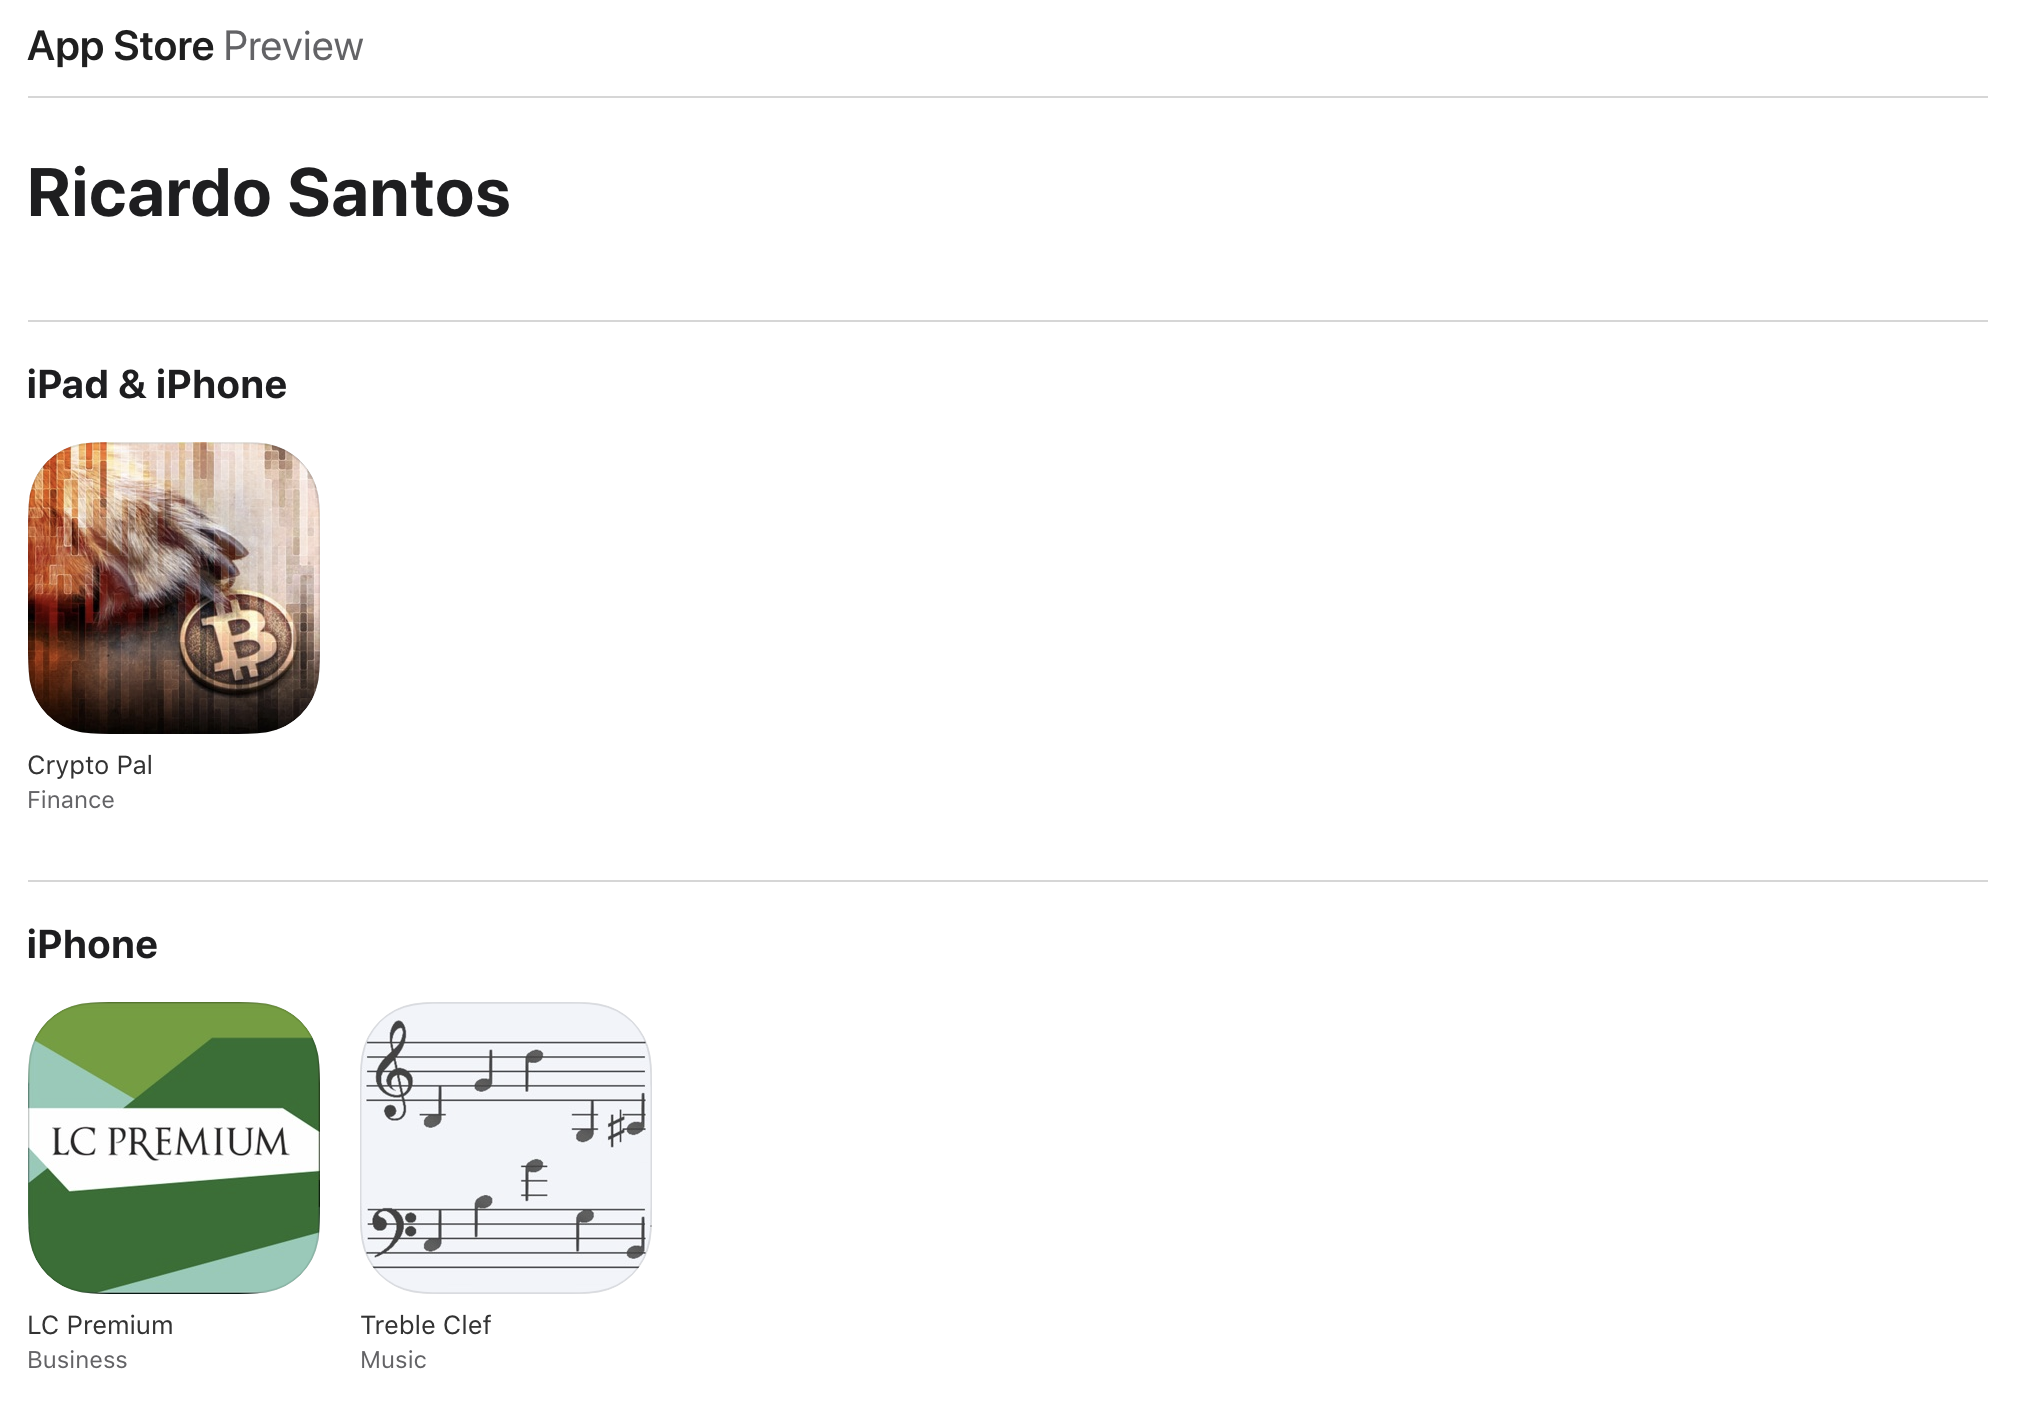 App Store Preview
Ricardo Santos
iPad & iPhone
Crypto Pal
Finance
iPhone
LC PREMIUM
LC Premium
Business
Treble Clef
Music